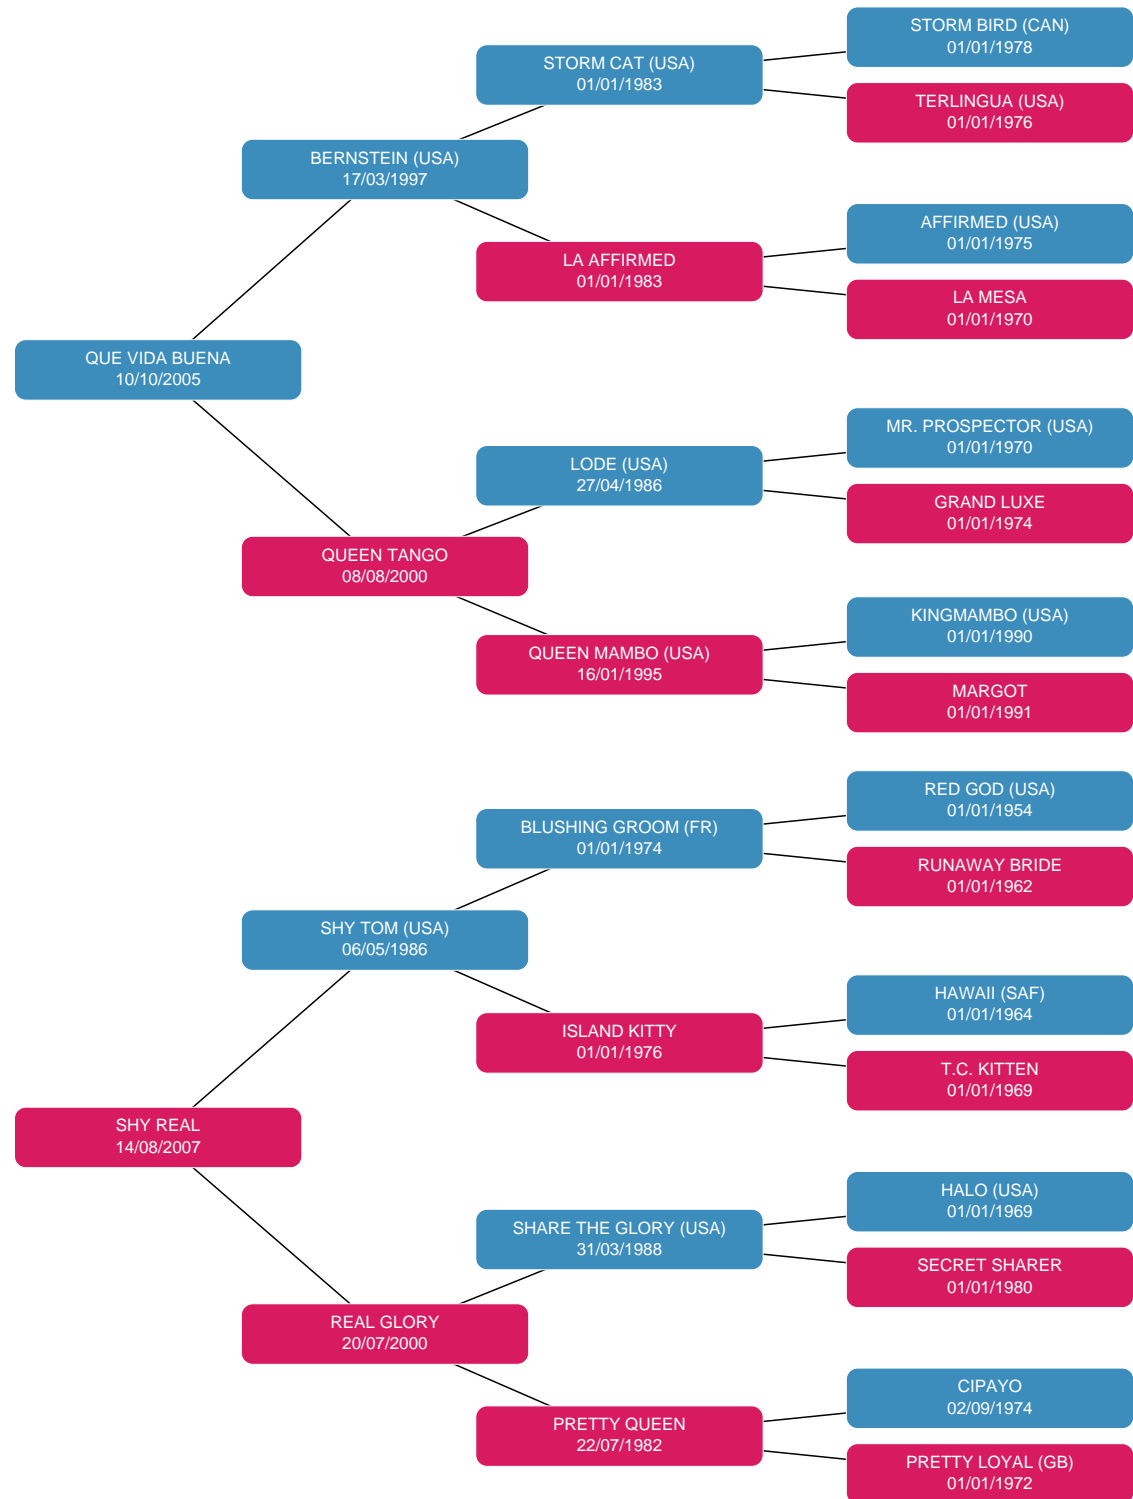 STORM BIRD (CAN)
01/01/1978
STORM CAT (USA)
01/01/1983
TERLINGUA (USA)
01/01/1976
BERNSTEIN (USA)
17/03/1997
AFFIRMED (USA)
01/01/1975
LA AFFIRMED
01/01/1983
LA MESA
01/01/1970
QUE VIDA BUENA
10/10/2005
MR. PROSPECTOR (USA)
01/01/1970
LODE (USA)
27/04/1986
GRAND LUXE
01/01/1974
QUEEN TANGO
08/08/2000
KINGMAMBO (USA)
01/01/1990
QUEEN MAMBO (USA)
16/01/1995
MARGOT
01/01/1991
RED GOD (USA)
01/01/1954
BLUSHING GROOM (FR)
01/01/1974
RUNAWAY BRIDE
01/01/1962
SHY TOM (USA)
06/05/1986
HAWAII (SAF)
01/01/1964
ISLAND KITTY
01/01/1976
T.C. KITTEN
01/01/1969
SHY REAL
14/08/2007
HALO (USA)
01/01/1969
SHARE THE GLORY (USA)
31/03/1988
SECRET SHARER
01/01/1980
REAL GLORY
20/07/2000
CIPAYO
02/09/1974
PRETTY QUEEN
22/07/1982
PRETTY LOYAL (GB)
01/01/1972